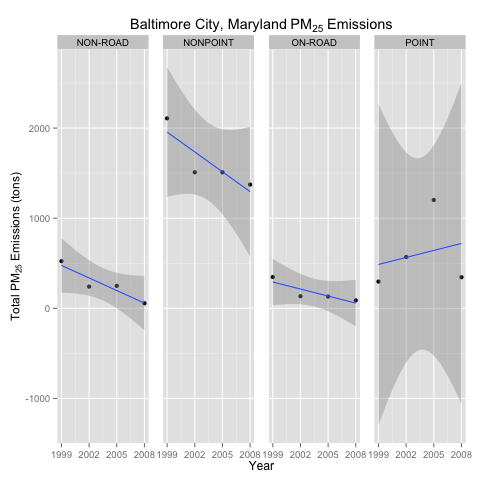 Baltimore City, Maryland PM25 Emissions
NON-ROAD NONPOINT ON-ROAD POINT
Total PM25 Emissions (tons)
2000
1000
0
-1000
1999 2002 2005 2008 1999 2002 2005 2008 1999 2002 2005 2008 1999 2002 2005 2008
Year